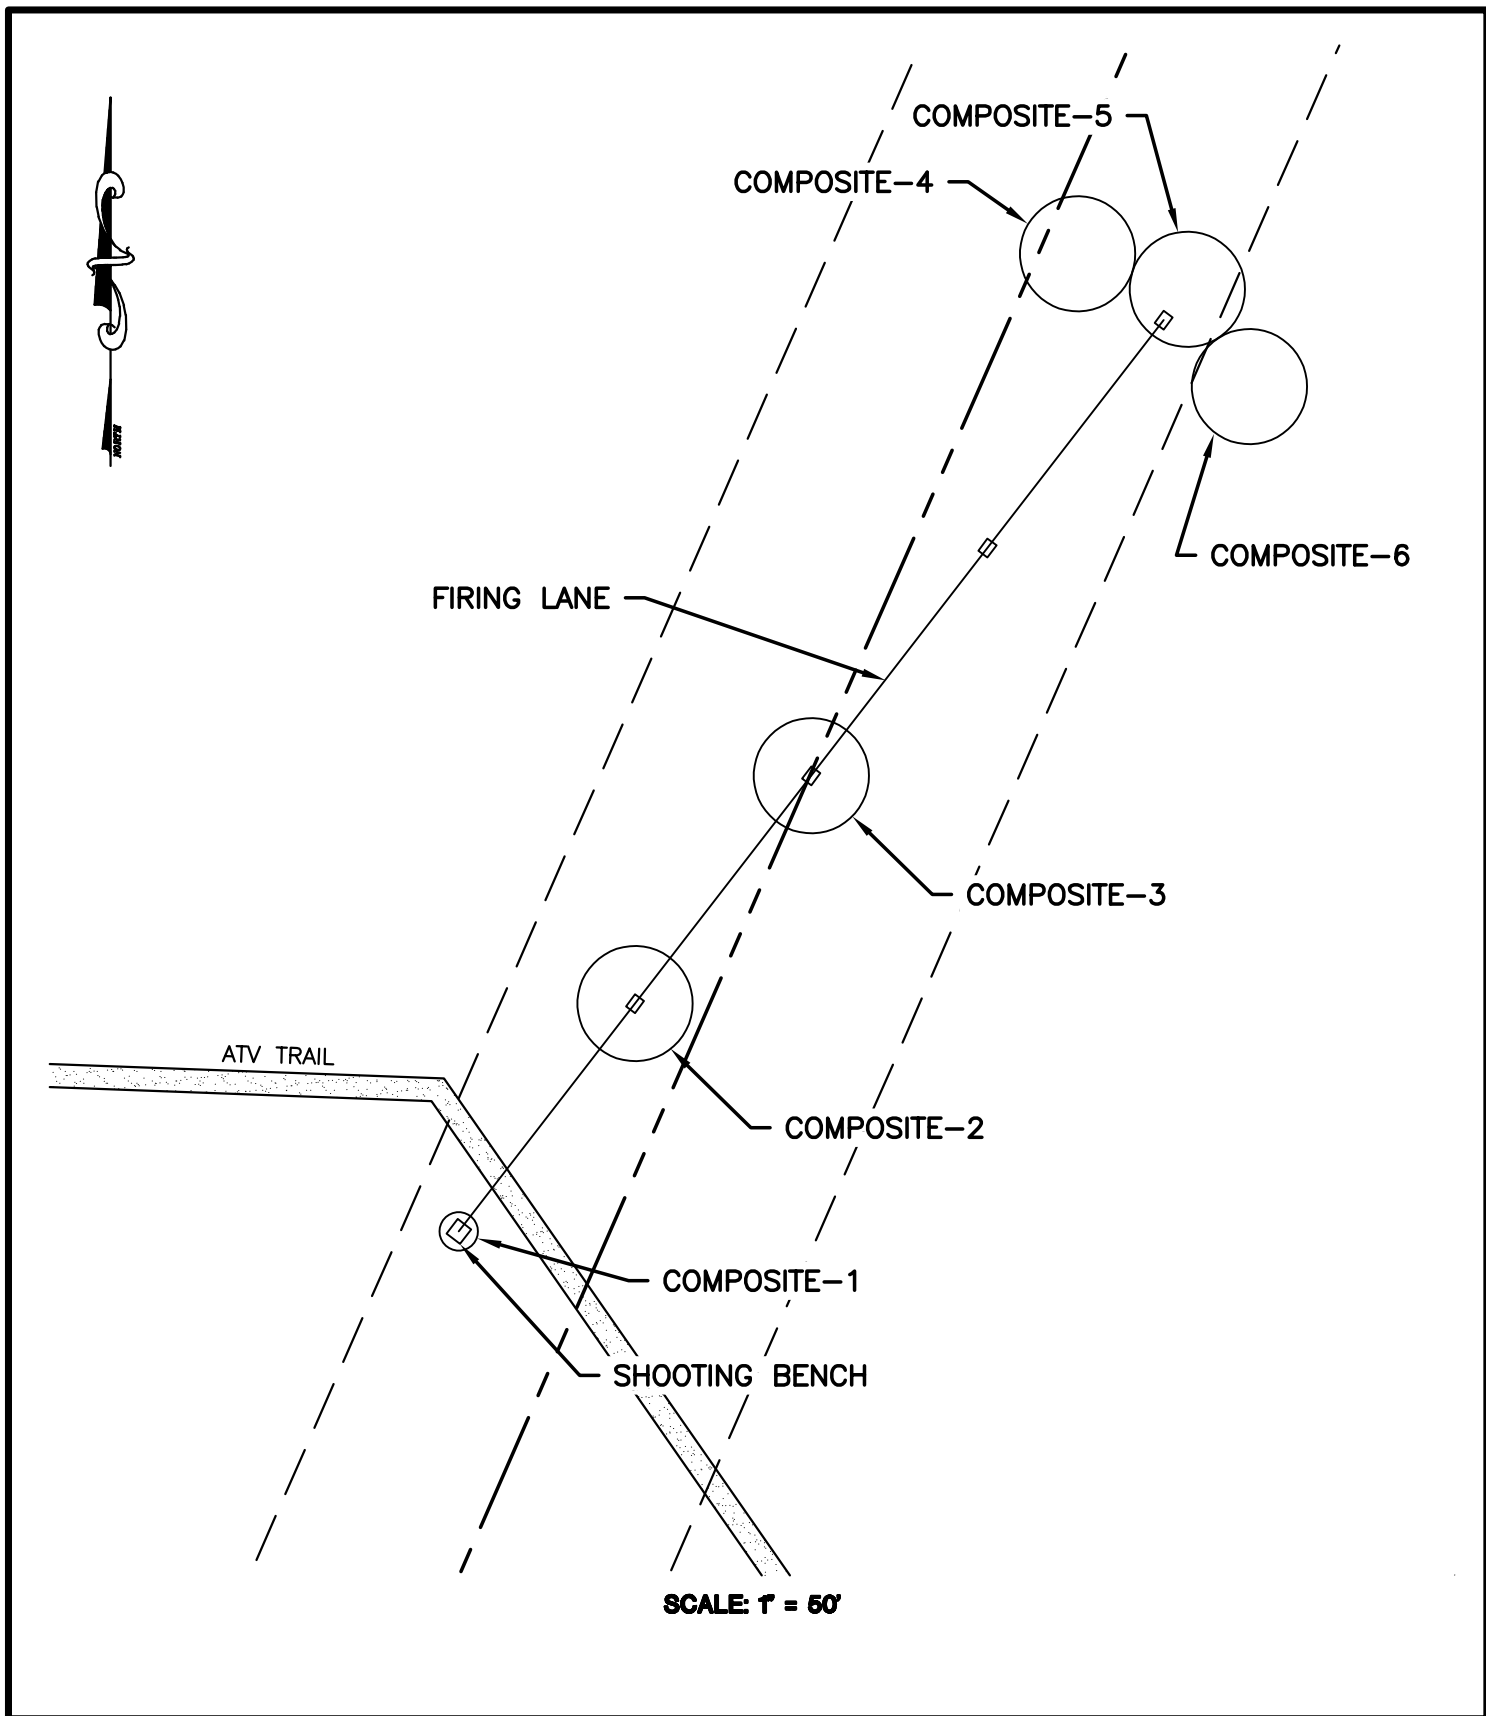 COMPOSITE-5
COMPOSITE-4
NORTH
COMPOSITE-6
FIRING LANE
COMPOSITE-3
ATV TRAIL
COMPOSITE-2
COMPOSITE-1
SHOOTING BENCH
SCALE: 1" = 50'